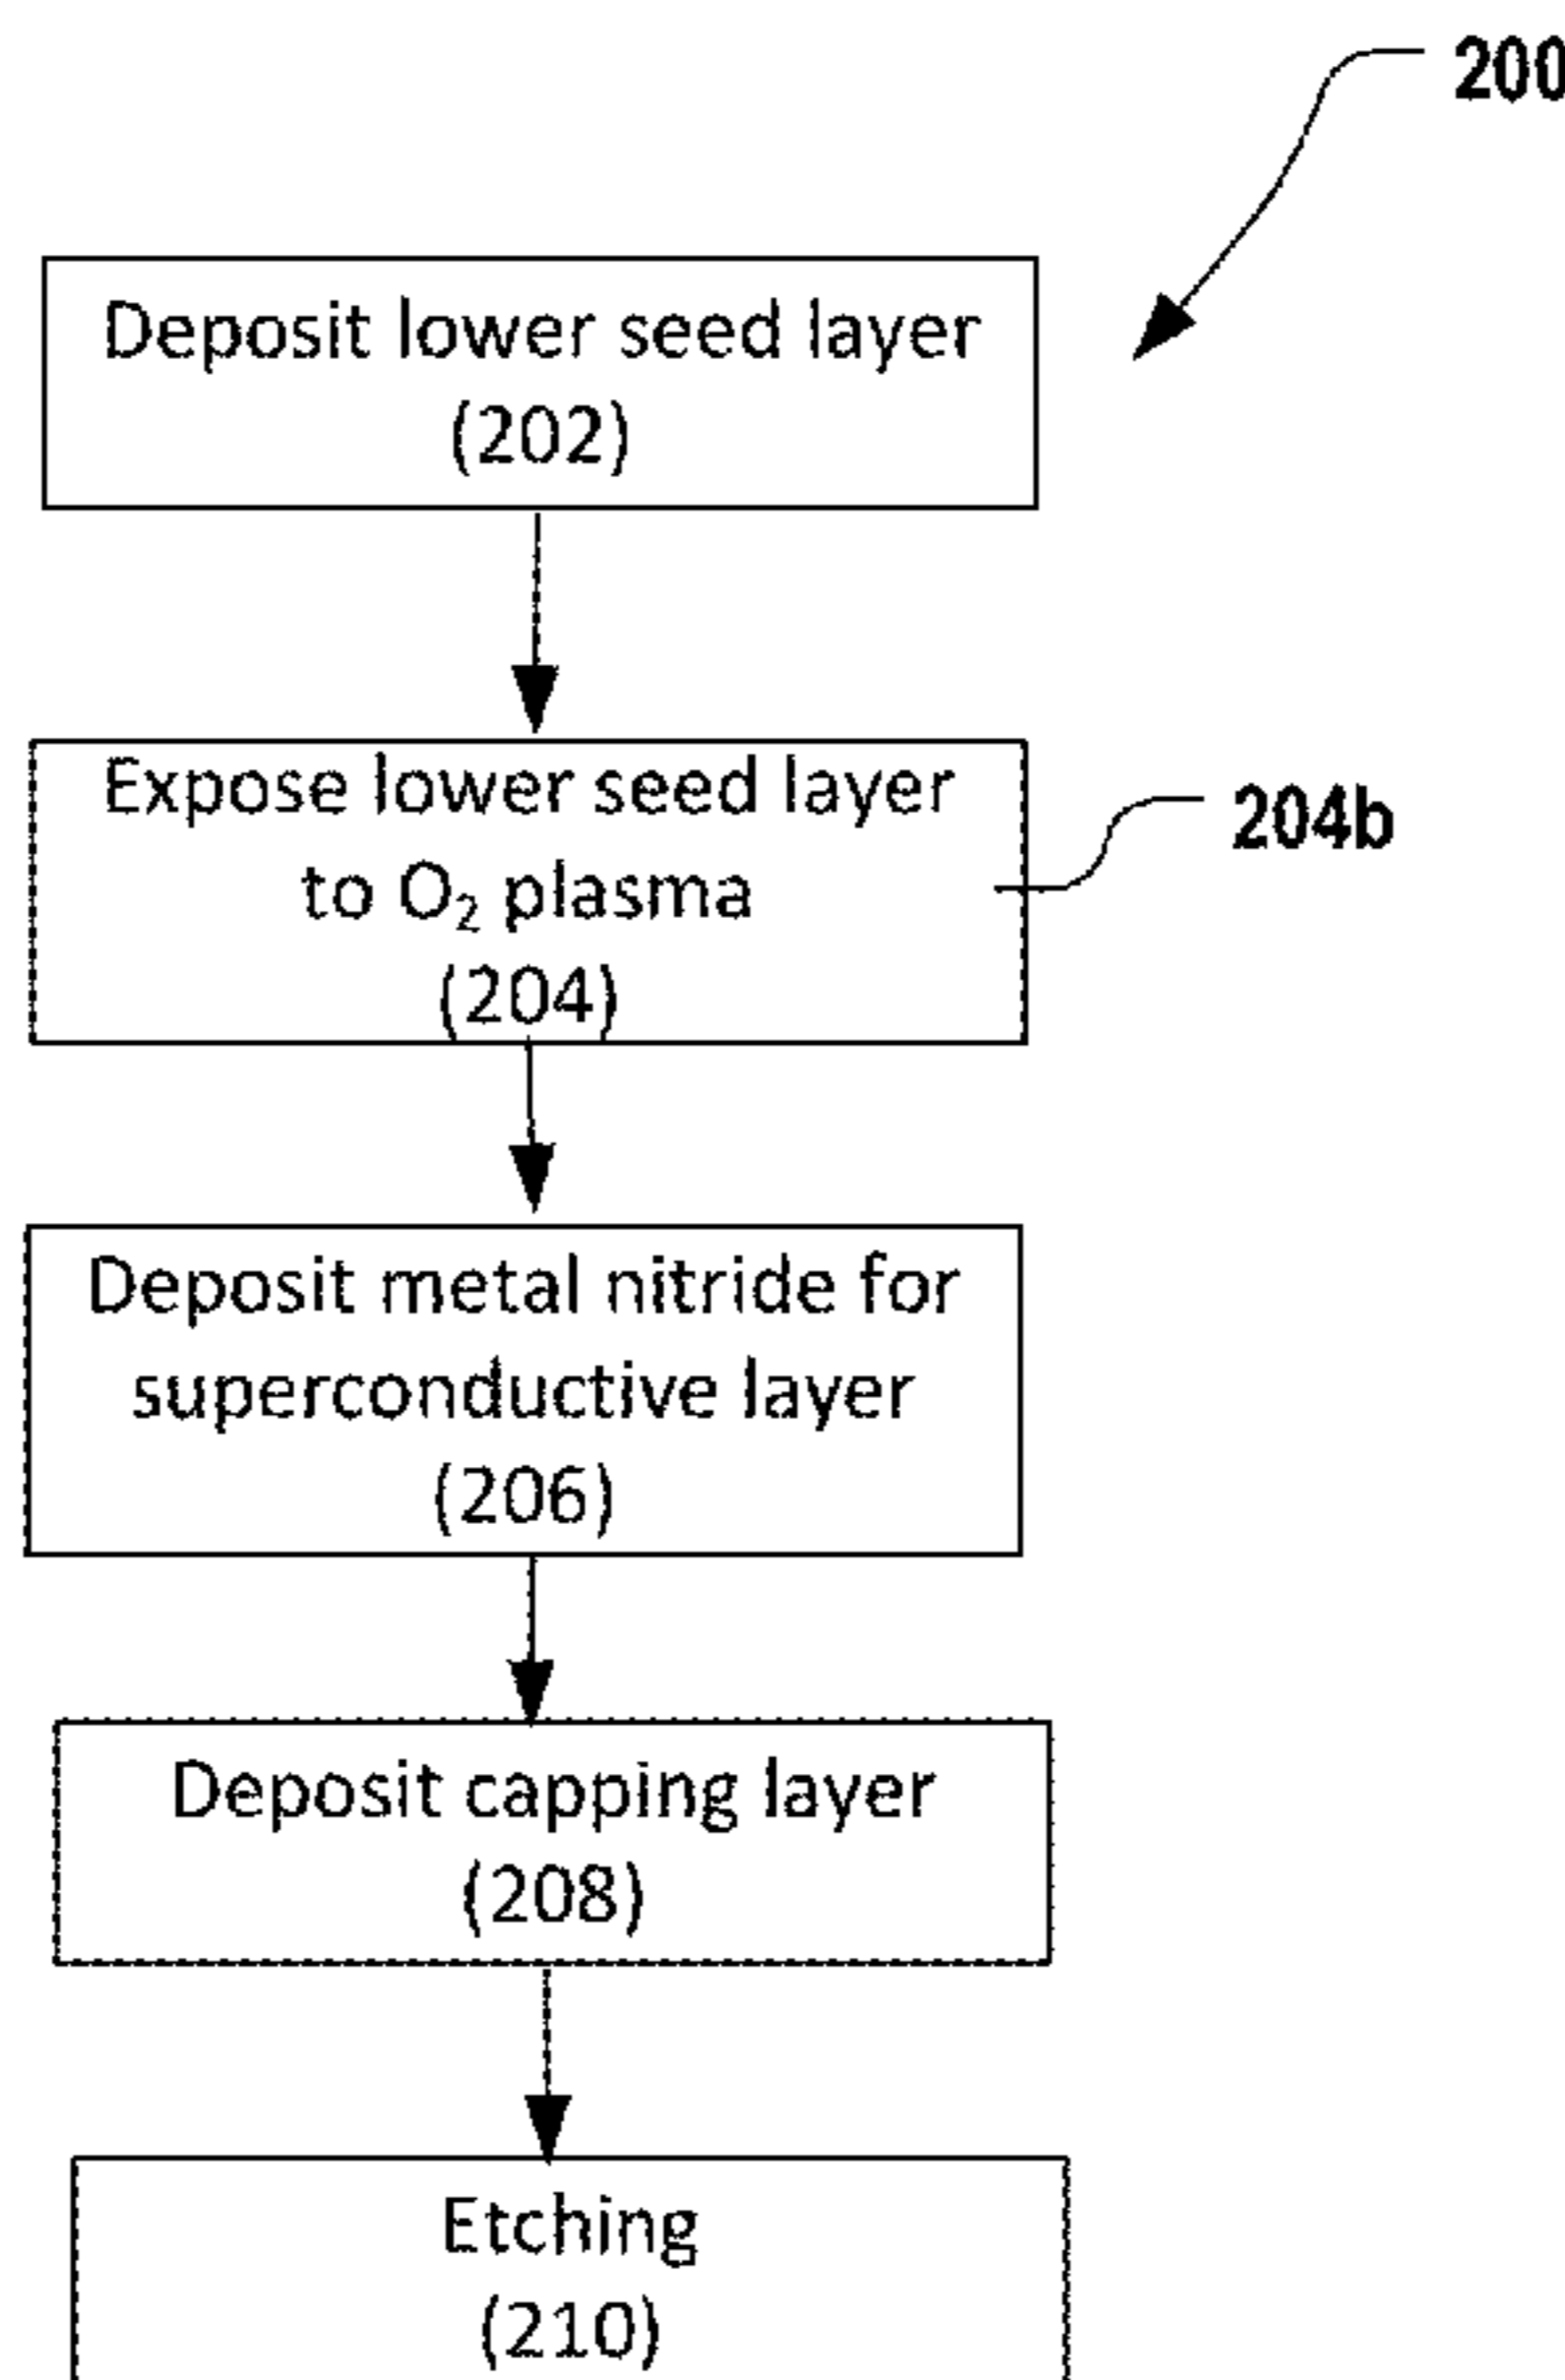 200
Deposit lower seed layer
(202)
Expose lower seed layer
to O₂ plasma
(204)
204b
Deposit metal nitride for
superconductive layer
(206)
Deposit capping layer
(208)
Etching
(210)